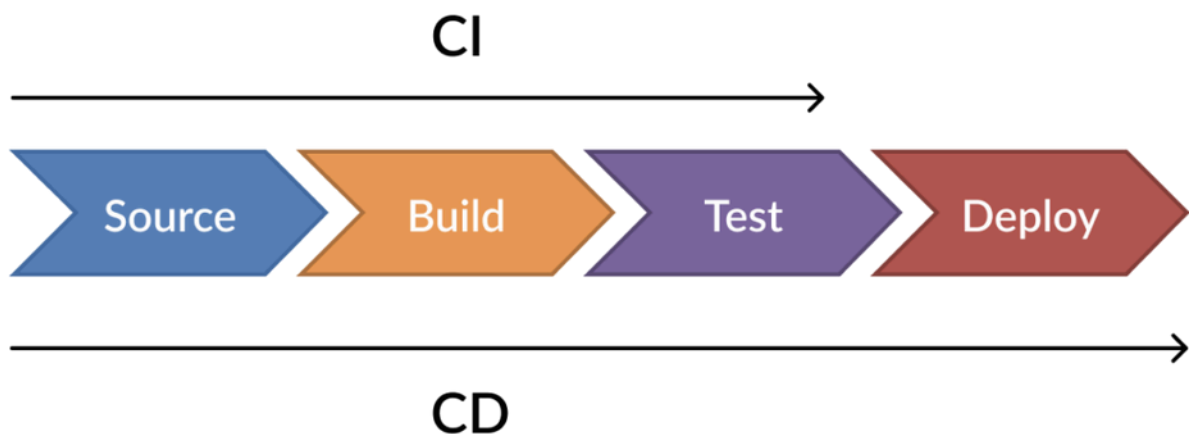 CI
Source
Build
Test
Deploy
CD